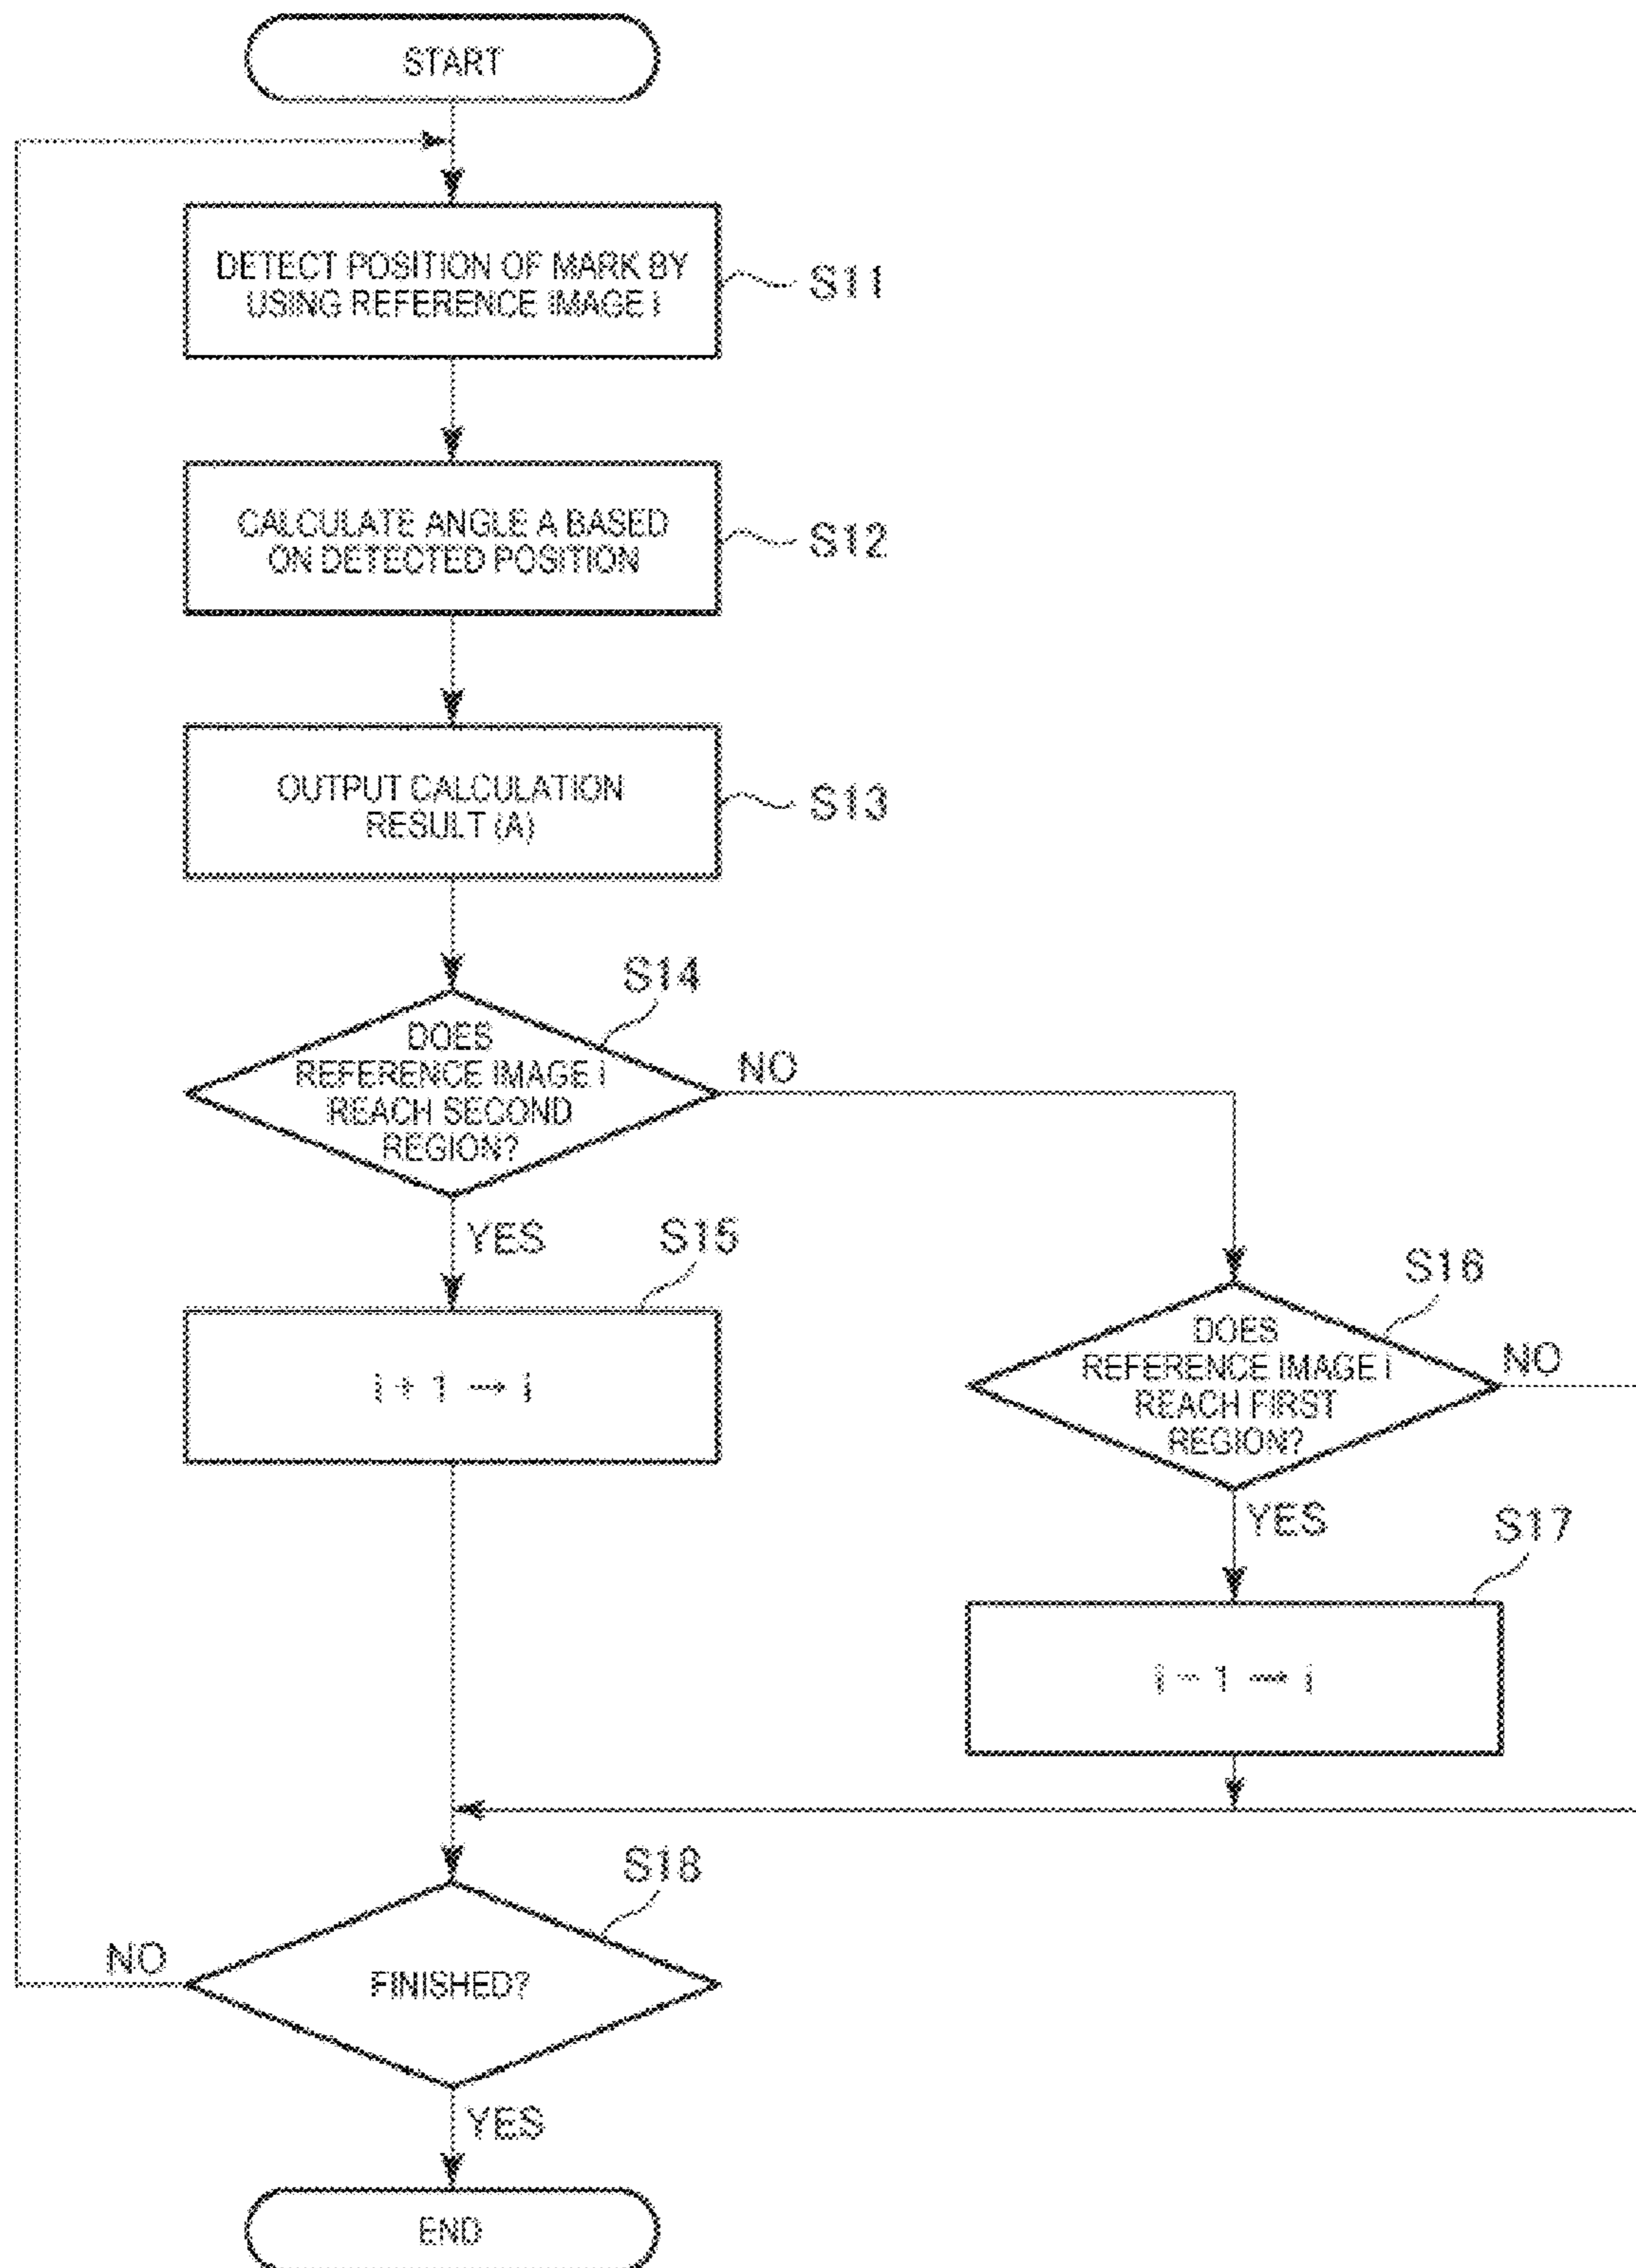 START
DETECT POSITION OF MARK BY
USING REFERENCE IMAGE i
S11
CALCULATE ANGLE A BASED
ON DETECTED POSITION
S12
OUTPUT CALCULATION
RESULT (A)
S13
S14
DOES
REFERENCE IMAGE i
REACH SECOND
REGION?
NO
YES
S15
i + 1 → i
S16
DOES
REFERENCE IMAGE i
REACH FIRST
REGION?
NO
YES
S17
i - 1 → i
S18
FINISHED?
NO
YES
END